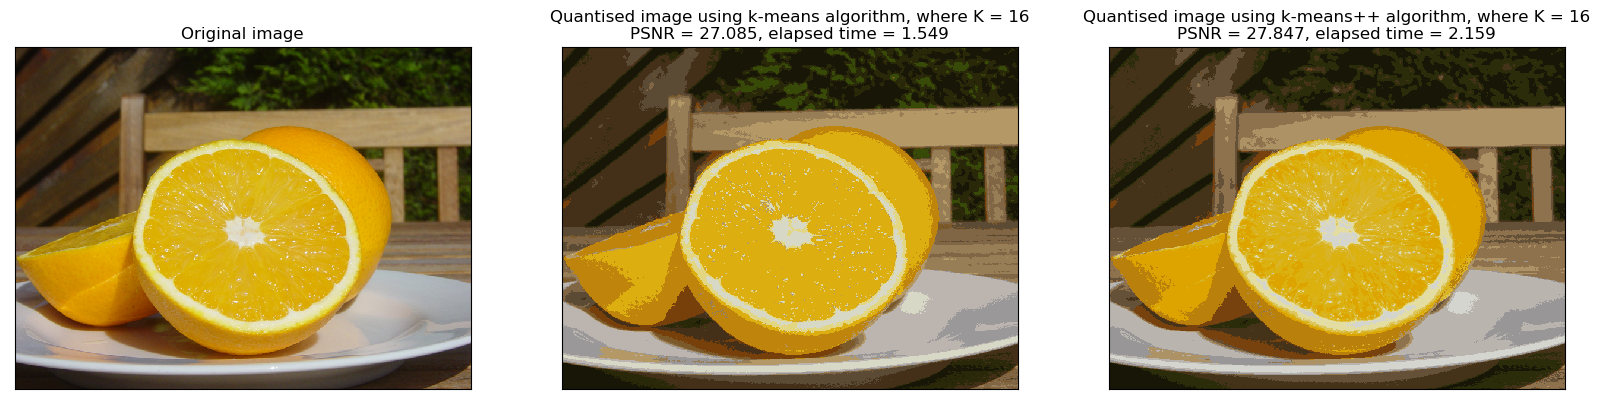 Original image
Quantised image using k-means algorithm, where K = 16
PSNR = 27.085, elapsed time = 1.549
Quantised image using k-means++ algorithm, where K = 16
PSNR = 27.847, elapsed time = 2.159